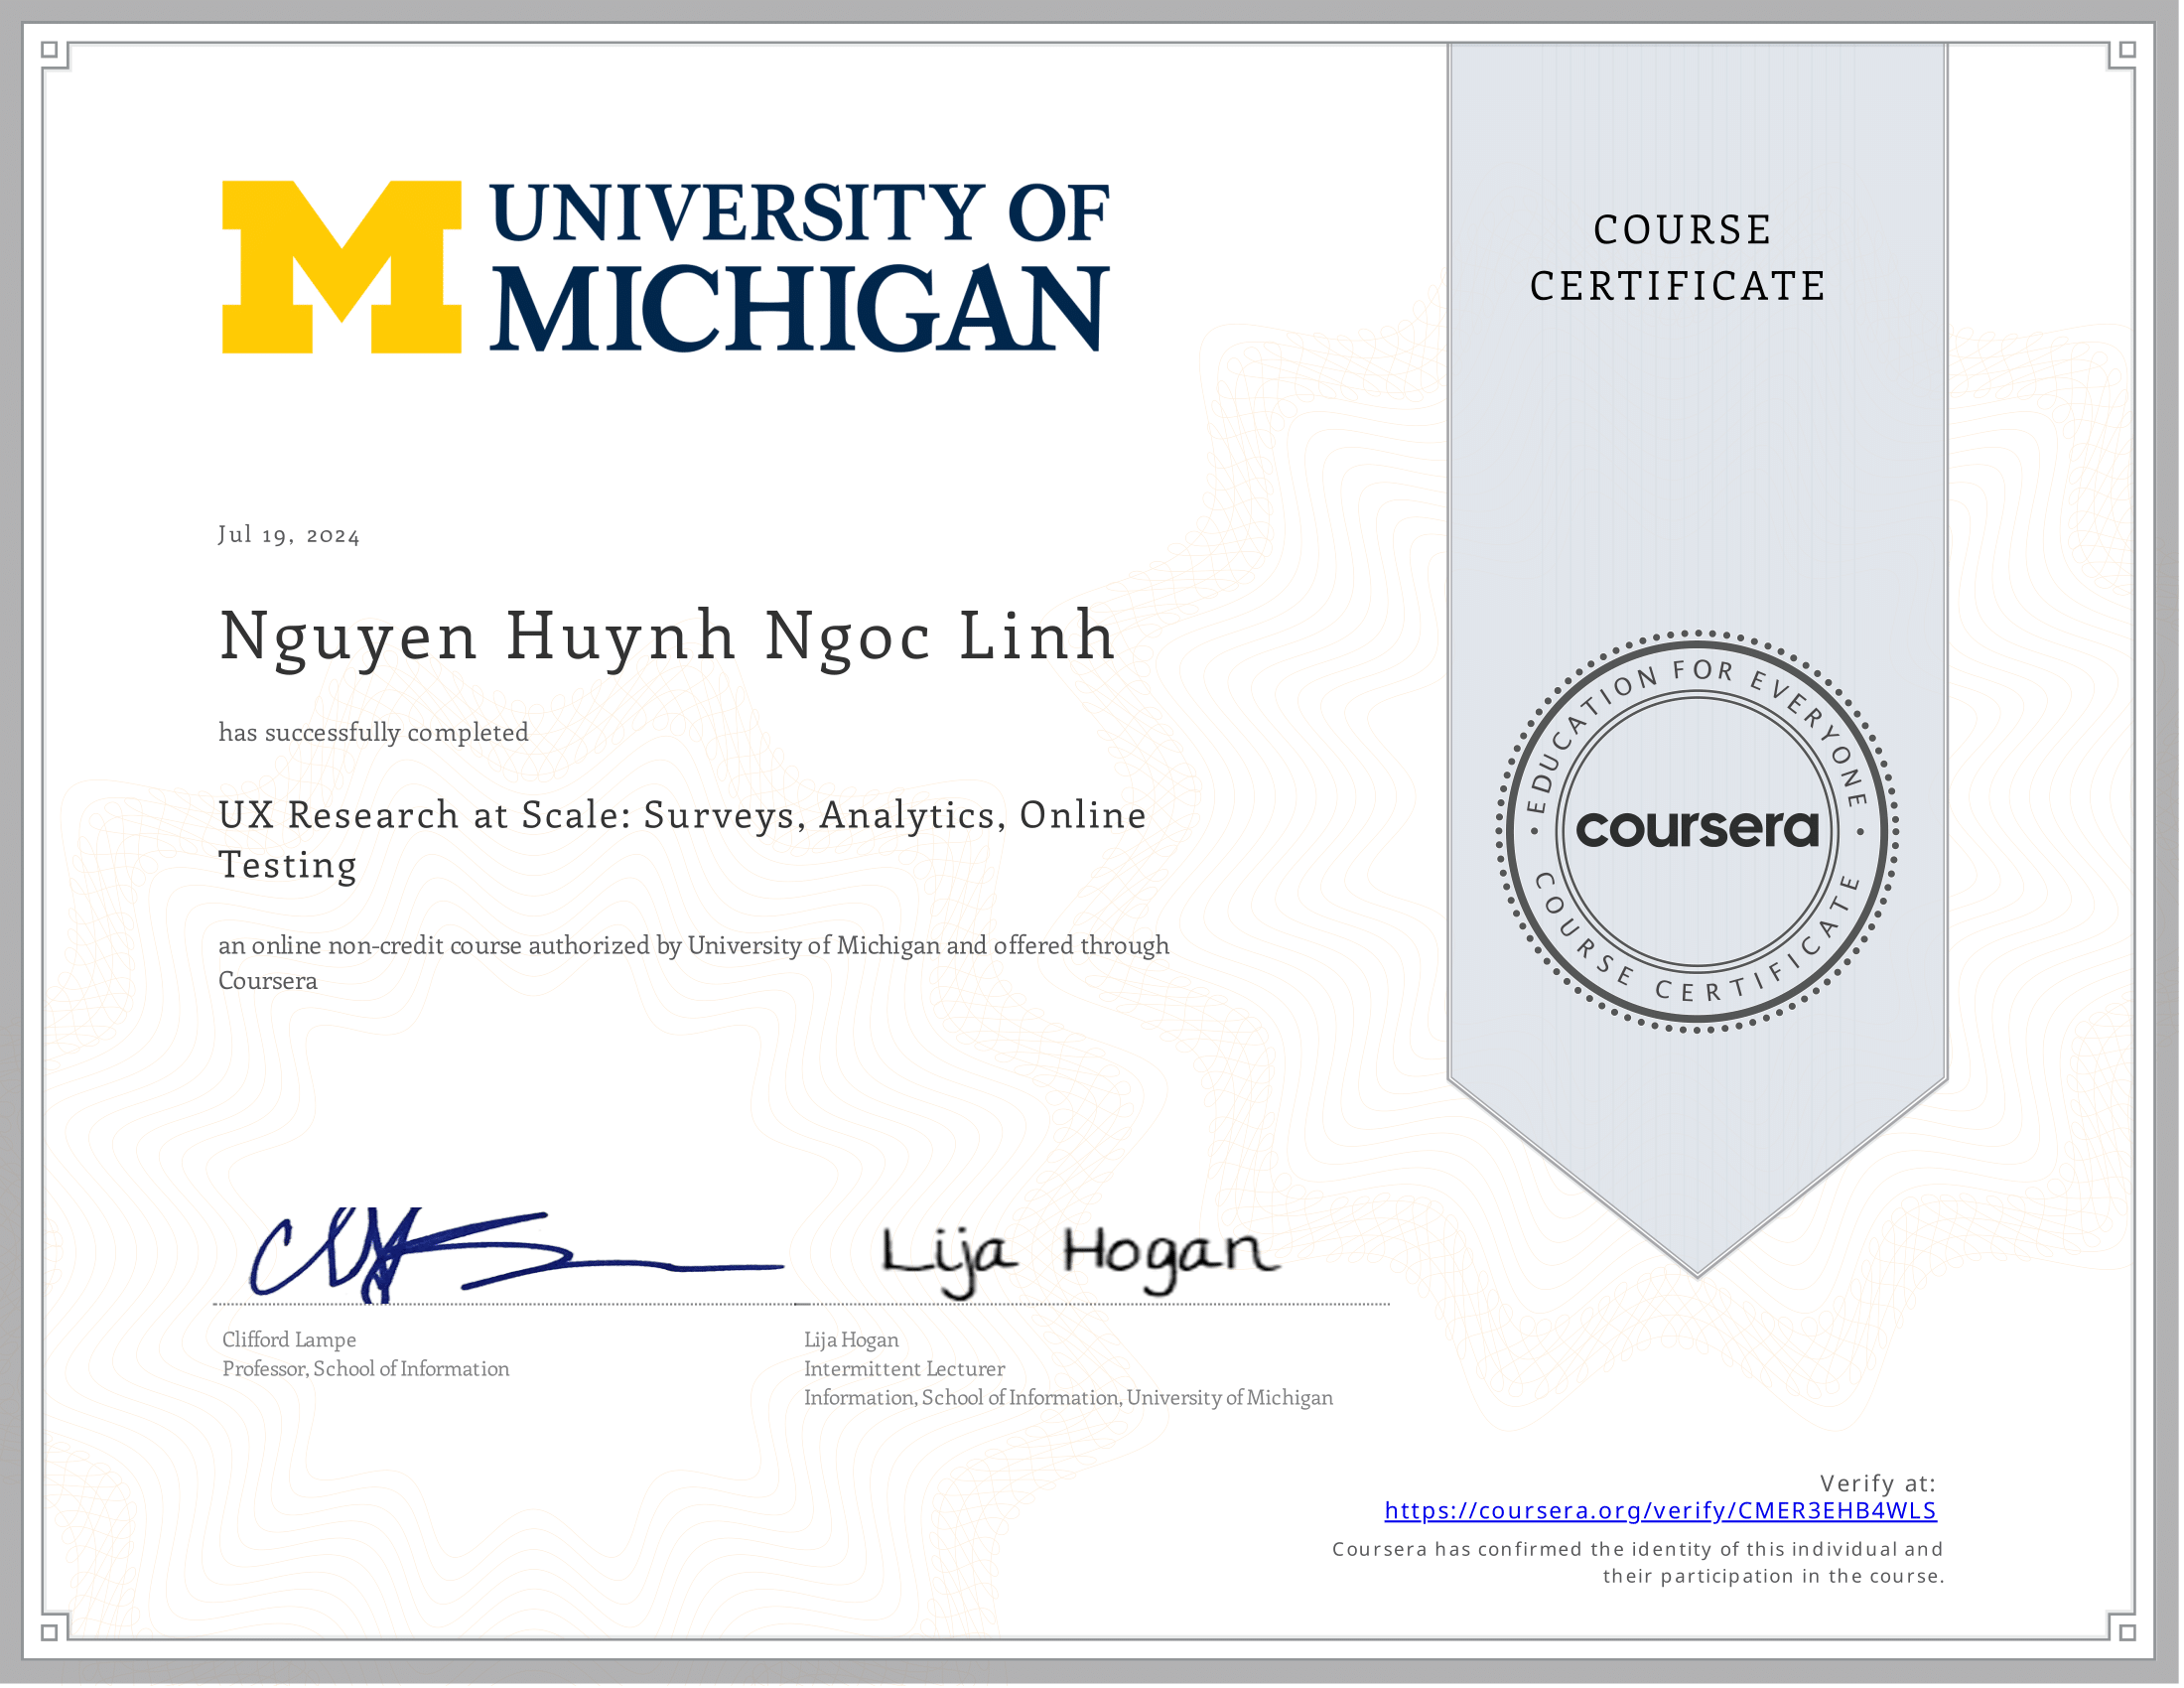 UNIVERSITY OF
MICHIGAN
COURSE
CERTIFICATE
Jul 19, 2024
Nguyen Huynh Ngoc Linh
has successfully completed
UX Research at Scale: Surveys, Analytics, Online
Testing
an online non-credit course authorized by University of Michigan and offered through
Coursera
EDUCATION FOR EVERYONE
coursera
COURSE CERTIFICATE
Lija Hogan
Clifford Lampe
Professor, School of Information
Lija Hogan
Intermittent Lecturer
Information, School of Information, University of Michigan
Verify at:
https://coursera.org/verify/CMER3EHB4WLS
Coursera has confirmed the identity of this individual and
their participation in the course.